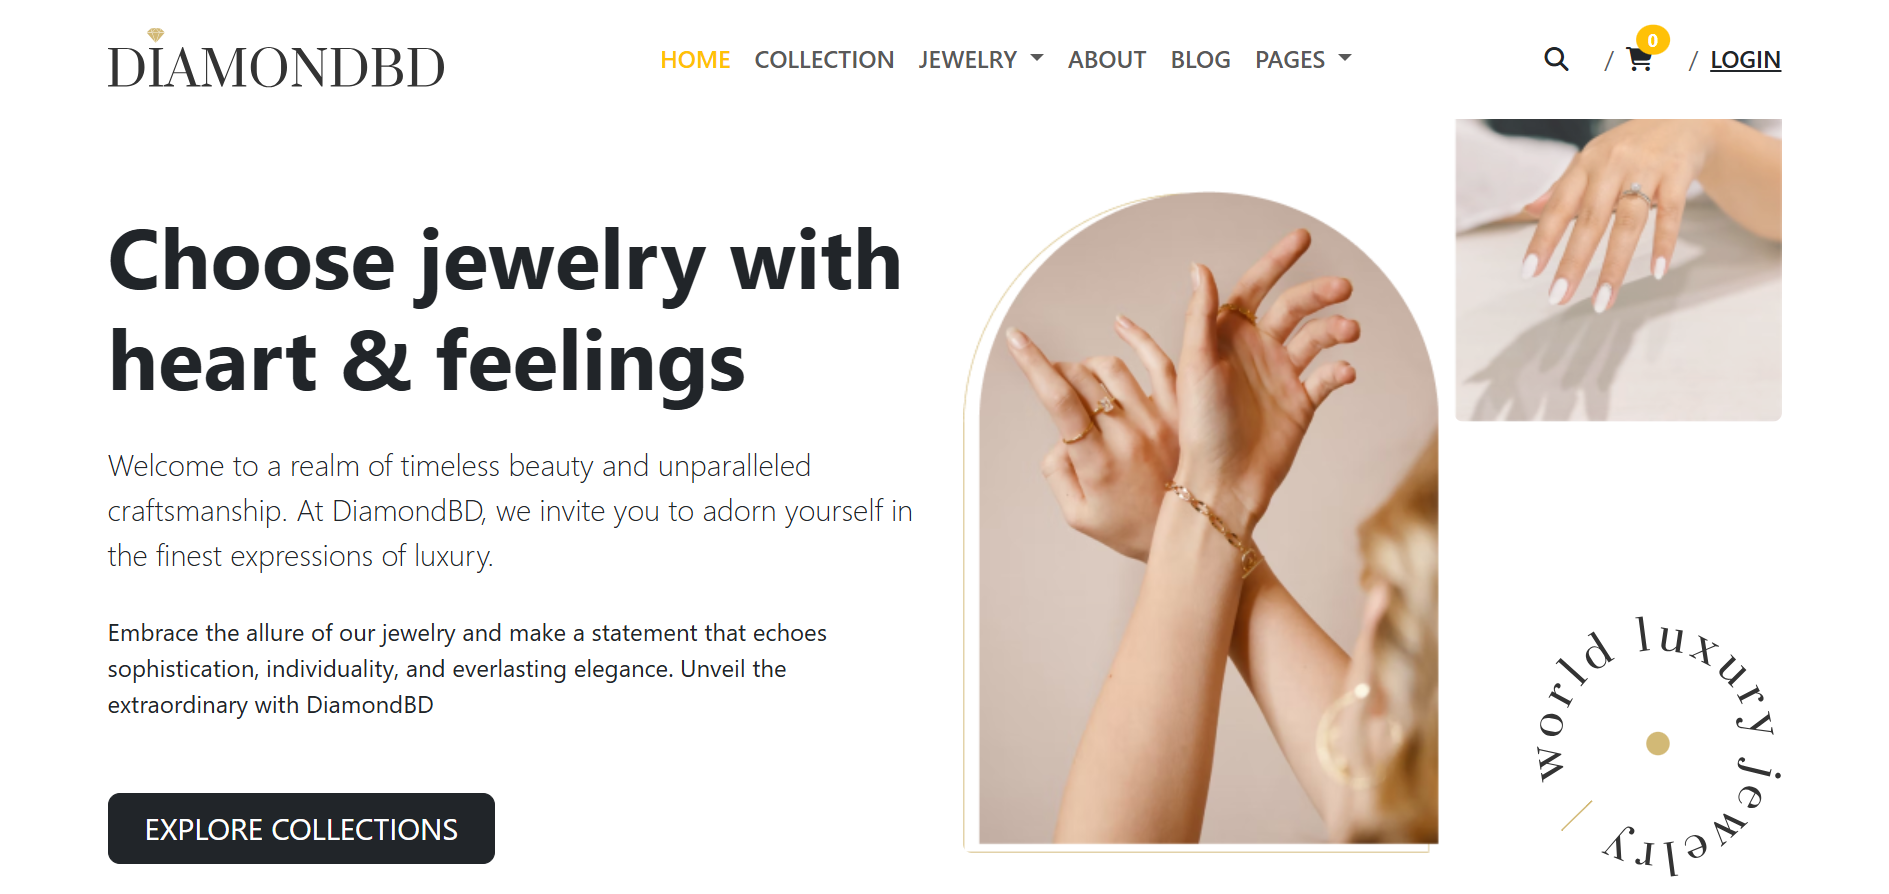 DIAMONDBD
HOME COLLECTION JEWELRY ABOUT BLOG PAGES
/ 0 / LOGIN
Choose jewelry with
heart & feelings
Welcome to a realm of timeless beauty and unparalleled
craftsmanship. At DiamondBD, we invite you to adorn yourself in
the finest expressions of luxury.
Embrace the allure of our jewelry and make a statement that echoes
sophistication, individuality, and everlasting elegance. Unveil the
extraordinary with DiamondBD
EXPLORE COLLECTIONS
world luxury jewelry